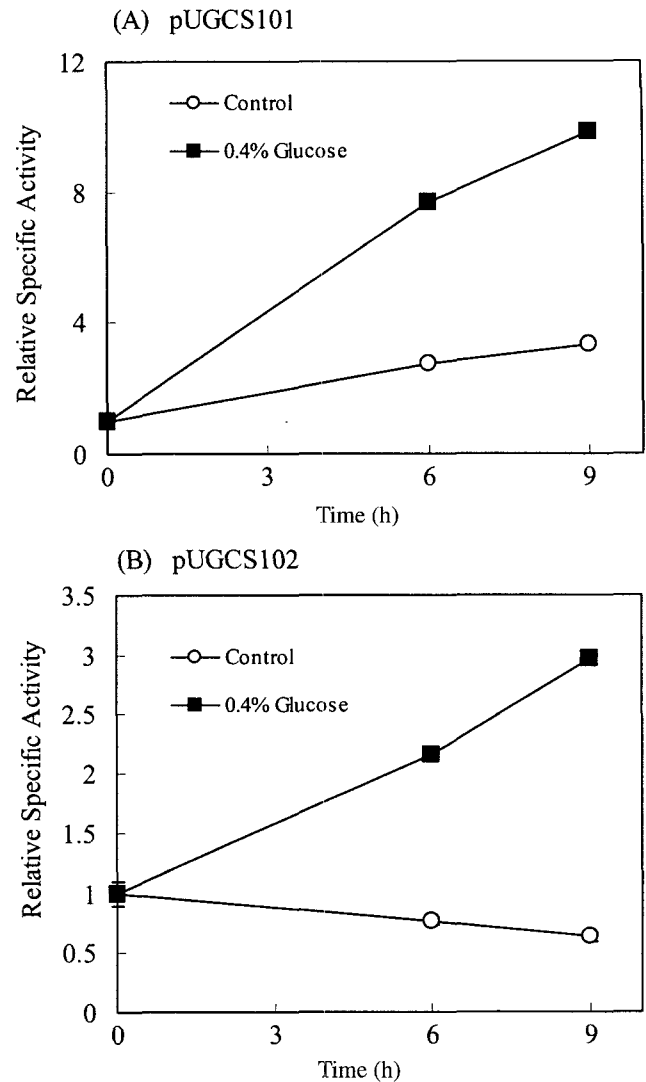 (A) pUGCS101
12
8
4
0
Relative Specific Activity
Control
0.4% Glucose
0 3 6 9
Time (h)
(B) pUGCS102
3.5
3
2.5
2
1.5
1
0.5
0
Relative Specific Activity
Control
0.4% Glucose
0 3 6 9
Time (h)